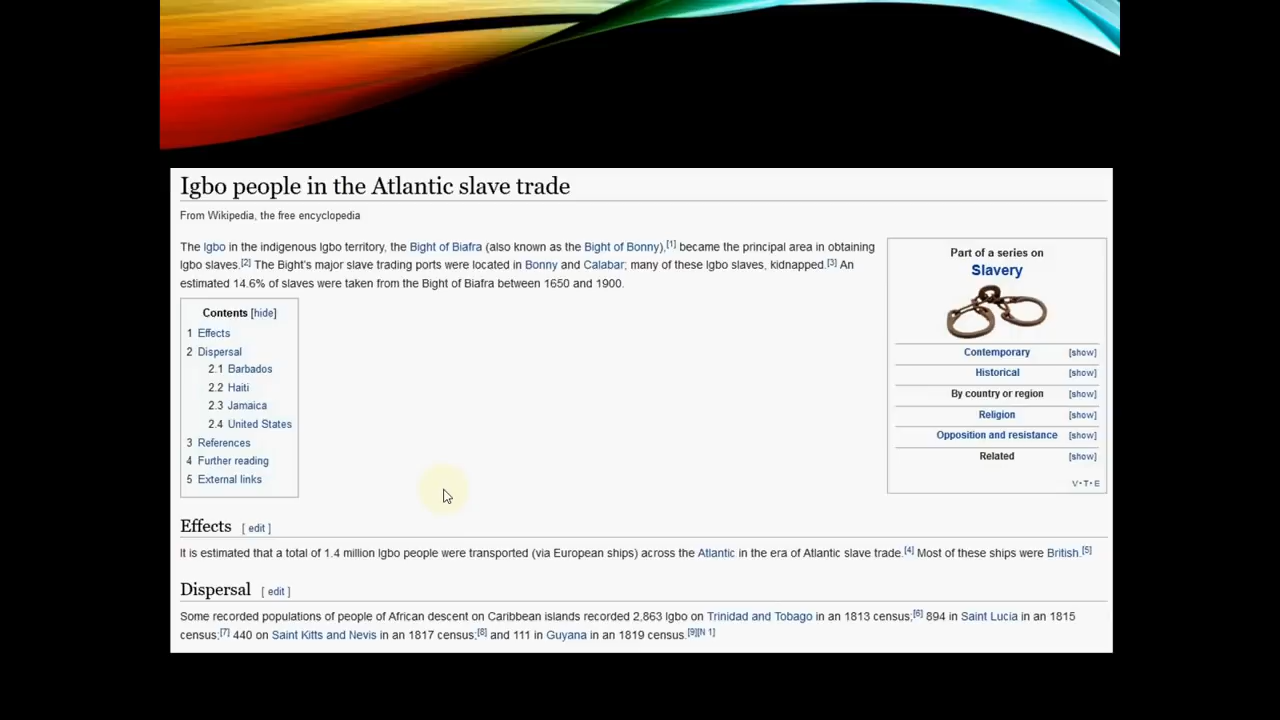 Igbo people in the Atlantic slave trade
From Wikipedia, the free encyclopedia
The Igbo in the indigenous Igbo territory, the Bight of Biafra (also known as the Bight of Bonny),[1] became the principal area in obtaining
Igbo slaves.[2] The Bight's major slave trading ports were located in Bonny and Calabar; many of these Igbo slaves, kidnapped.[3] An
estimated 14.6% of slaves were taken from the Bight of Biafra between 1650 and 1900.
Contents [hide]
1 Effects
2 Dispersal
2.1 Barbados
2.2 Haiti
2.3 Jamaica
2.4 United States
3 References
4 Further reading
5 External links
Part of a series on
Slavery
Contemporary [show]
Historical [show]
By country or region [show]
Religion [show]
Opposition and resistance [show]
Related [show]
V·T·E
Effects [ edit ]
It is estimated that a total of 1.4 million Igbo people were transported (via European ships) across the Atlantic in the era of Atlantic slave trade.[4] Most of these ships were British.[5]
Dispersal [ edit ]
Some recorded populations of people of African descent on Caribbean islands recorded 2,863 Igbo on Trinidad and Tobago in an 1813 census;[6] 894 in Saint Lucia in an 1815
census;[7] 440 on Saint Kitts and Nevis in an 1817 census;[8] and 111 in Guyana in an 1819 census.[9][N 1]